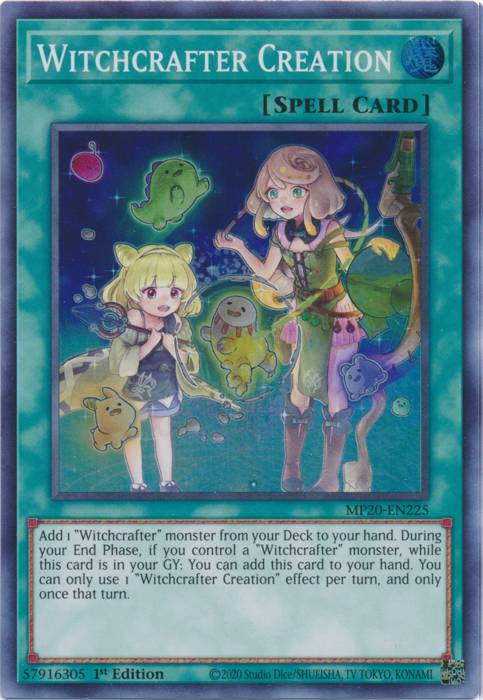 WITCHCRAFTER CREATION 魔
[SPELL CARD]
MP20-EN225
Add 1 "Witchcrafter" monster from your Deck to your hand. During
your End Phase, if you control a "Witchcrafter" monster, while
this card is in your GY: You can add this card to your hand. You
can only use 1 "Witchcrafter Creation" effect per turn, and only
once that turn.
57916305 1st Edition ©2020 Studio Dice/SHUEISHA, TV TOKYO, KONAMI